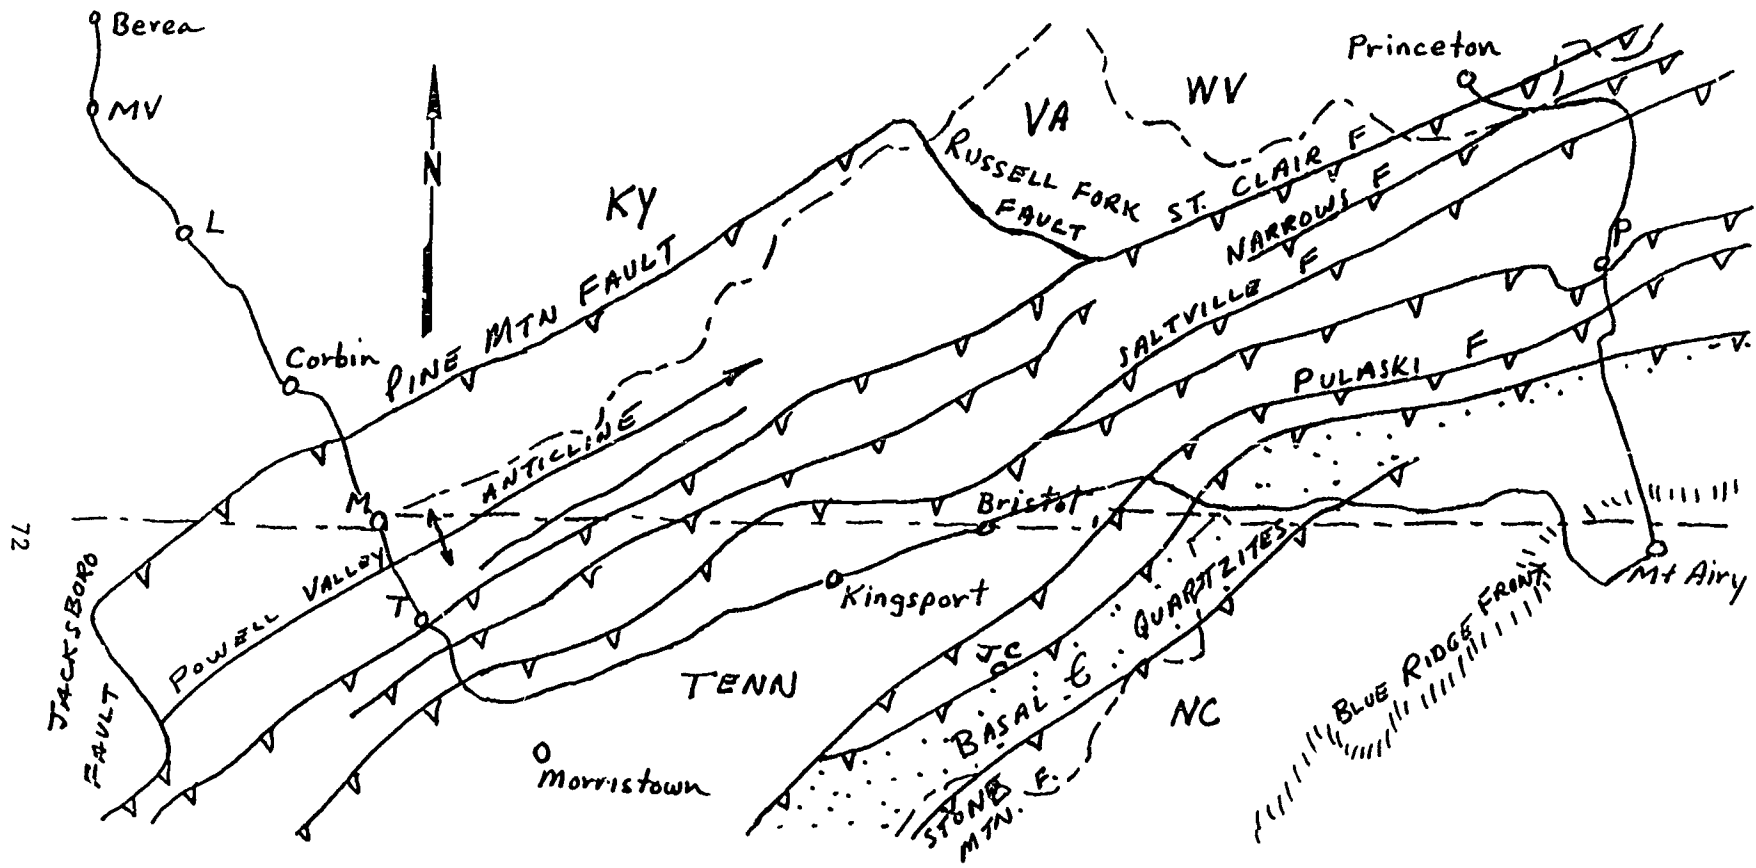 Berea
MV
L
Corbin
N
KY
VA
WV
Princeton
RUSSELL FORK
FAULT
ST. CLAIR F
NARROWS F
SALTVILLE F
P
PULASKI F
PINE MTN FAULT
M
ANTICLINE
POWELL VALLEY
T
JACKSBORO
FAULT
Bristol
Kingsport
TENN
Morristown
JC
BASAL Є QUARTZITES
STONE
MTN. F.
NC
BLUE RIDGE FRONT
Mt Airy
72